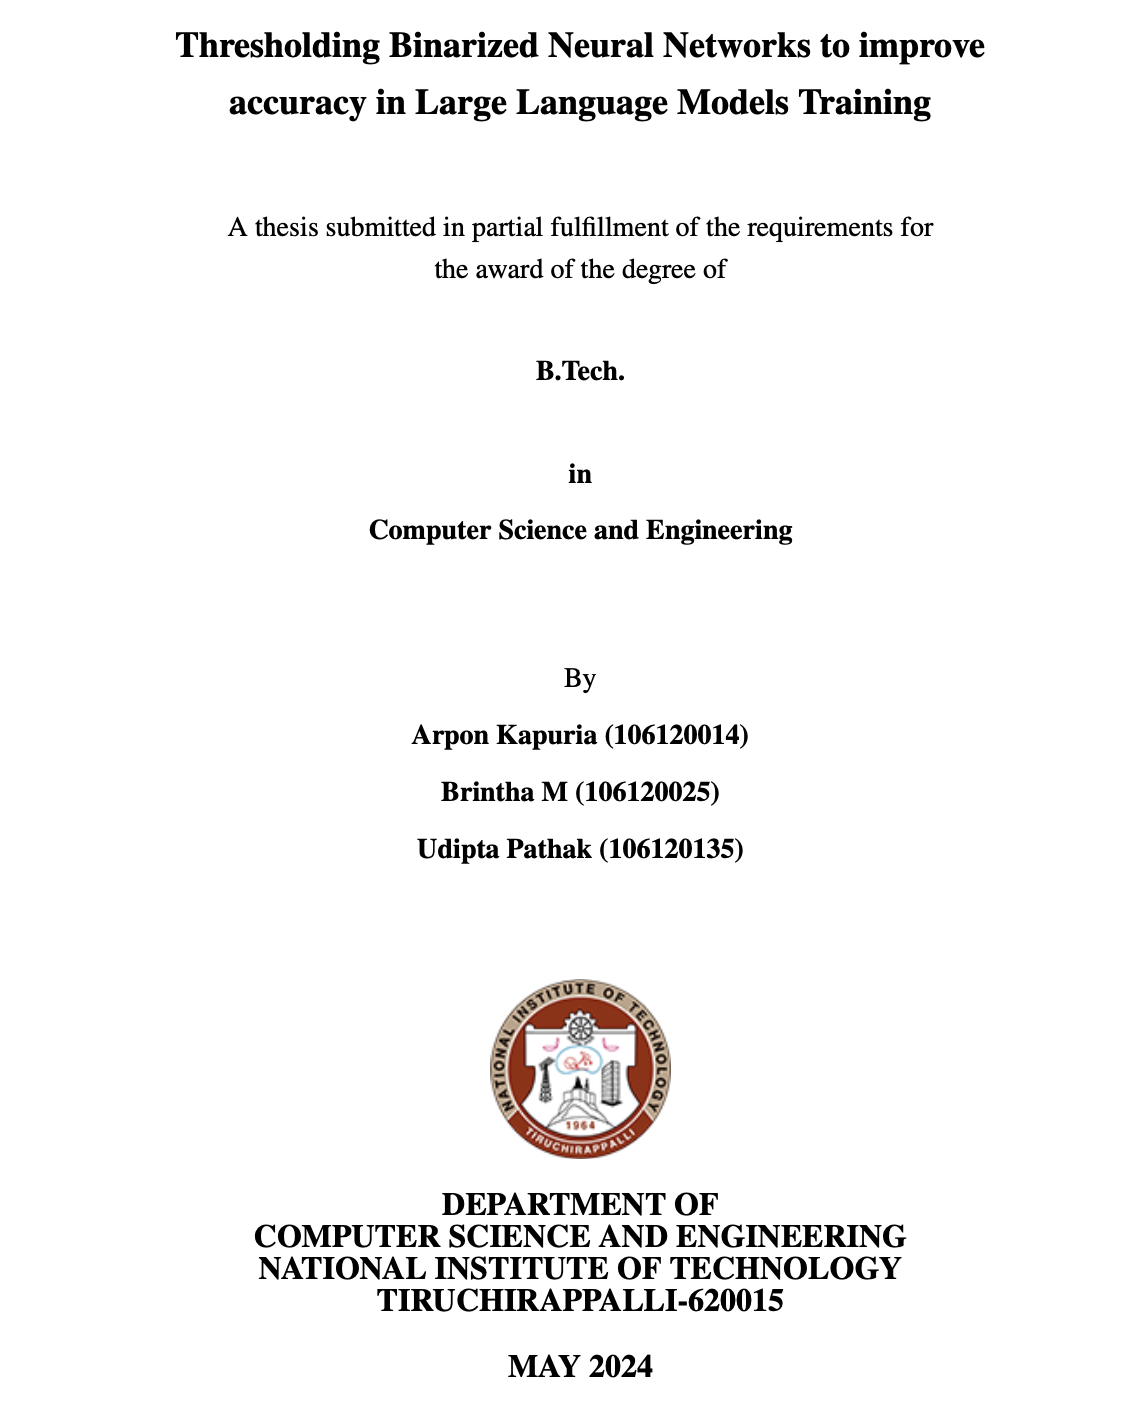 Thresholding Binarized Neural Networks to improve
accuracy in Large Language Models Training
A thesis submitted in partial fulfillment of the requirements for
the award of the degree of
B.Tech.
in
Computer Science and Engineering
By
Arpon Kapuria (106120014)
Brintha M (106120025)
Udipta Pathak (106120135)
NATIONAL INSTITUTE OF TECHNOLOGY
1964
TIRUCHIRAPPALLI
DEPARTMENT OF
COMPUTER SCIENCE AND ENGINEERING
NATIONAL INSTITUTE OF TECHNOLOGY
TIRUCHIRAPPALLI-620015
MAY 2024